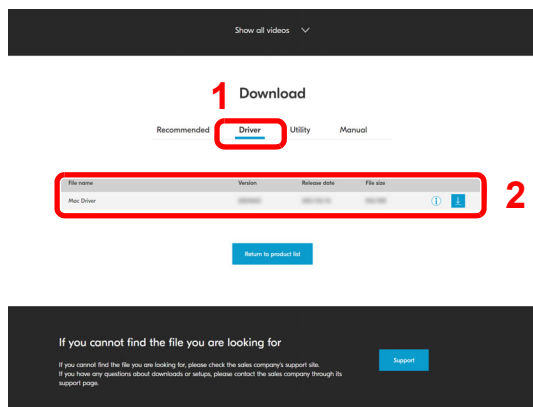 Show all videos
1
Download
Recommended Driver Utility Manual
File name Version Release date File size
2
Mac Driver
Return to product list
If you cannot find the file you are looking for
If you cannot find the file you are looking for, please check the sales company's support site.
Support
If you have any questions about downloads or setups, please contact the sales company through its
support page.